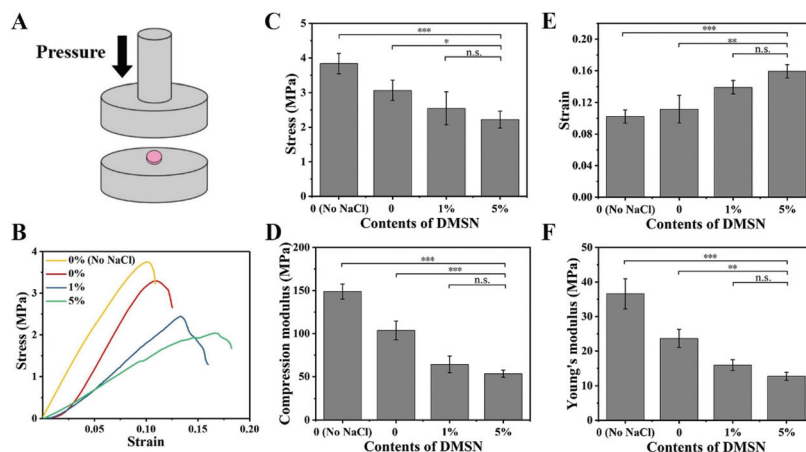 A
Pressure
B
4
3
2
1
0
Stress (MPa)
0% (No NaCl)
0%
1%
5%
0.05
0.10
0.15
0.20
Strain
C
5
4
3
2
1
0
Stress (MPa)
***
*
n.s.
0 (No NaCl)
0
1%
5%
Contents of DMSN
D
200
150
100
50
0
Compression modulus (MPa)
***
***
n.s.
0 (No NaCl)
0
1%
5%
Contents of DMSN
E
0.20
0.16
0.12
0.08
0.04
0.00
Strain
***
**
n.s.
0 (No NaCl)
0
1%
5%
Contents of DMSN
F
50
40
30
20
10
0
Young's modulus (MPa)
***
**
n.s.
0 (No NaCl)
0
1%
5%
Contents of DMSN